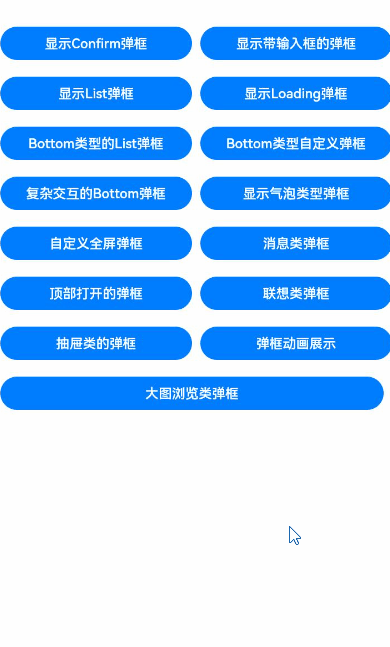 显示Confirm弹框
显示带输入框的弹框
显示List弹框
显示Loading弹框
Bottom类型的List弹框
Bottom类型自定义弹框
复杂交互的Bottom弹框
显示气泡类型弹框
自定义全屏弹框
消息类弹框
顶部打开的弹框
联想类弹框
抽屉类的弹框
弹框动画展示
大图浏览类弹框